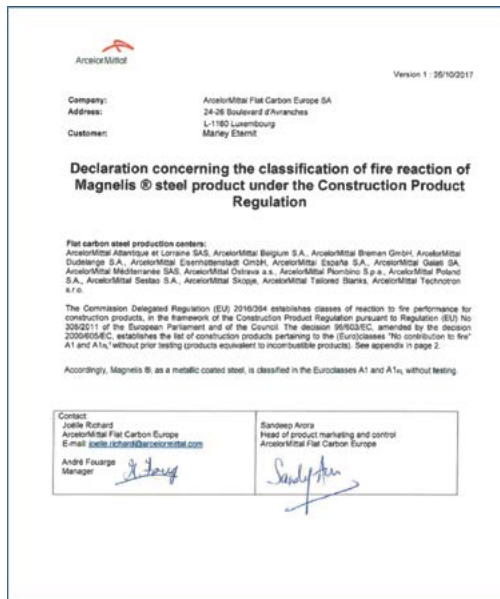 ArcelorMittal
Version 1 : 26/10/2017
Company: ArcelorMittal Flat Carbon Europe SA
Address: 24-26 Boulevard d'Avranches
L-1160 Luxembourg
Customer: Marley Eternit
Declaration concerning the classification of fire reaction of
Magnelis ® steel product under the Construction Product
Regulation
Flat carbon steel production centers:
ArcelorMittal Atlantique et Lorraine SAS, ArcelorMittal Belgium S.A., ArcelorMittal Bremen GmbH, ArcelorMittal
Dudelange S.A., ArcelorMittal Eisenhüttenstadt GmbH, ArcelorMittal España S.A., ArcelorMittal Galati SA,
ArcelorMittal Méditerranée SAS, ArcelorMittal Ostrava a.s., ArcelorMittal Piombino S.p.a., ArcelorMittal Poland
S.A., ArcelorMittal Sestao S.A., ArcelorMittal Skopje, ArcelorMittal Tailored Blanks, ArcelorMittal Technotron
s.r.o.
The Commission Delegated Regulation (EU) 2016/364 establishes classes of reaction to fire performance for
construction products, in the framework of the Construction Product Regulation pursuant to Regulation (EU) No
305/2011 of the European Parliament and of the Council. The decision 96/603/EC, amended by the decision
2000/605/EC, establishes the list of construction products pertaining to the (Euro)classes "No contribution to fire"
A1 and A1FL, without prior testing (products equivalent to incombustible products). See appendix in page 2.
Accordingly, Magnelis ®, as a metallic coated steel, is classified in the Euroclasses A1 and A1FL, without testing.
Contact:
Joëlle Richard
ArcelorMittal Flat Carbon Europe
E-mail: joelle.richard@arcelormittal.com
André Fouarge
Manager
Sandeep Arora
Head of product marketing and control
ArcelorMittal Flat Carbon Europe